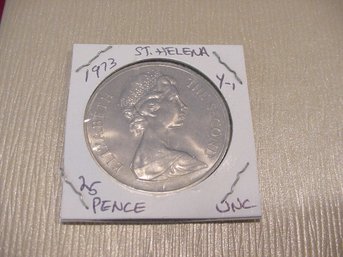 ST. HELENA
1973
Y-1
ELIZABETH THE SECOND
25
PENCE
UNC